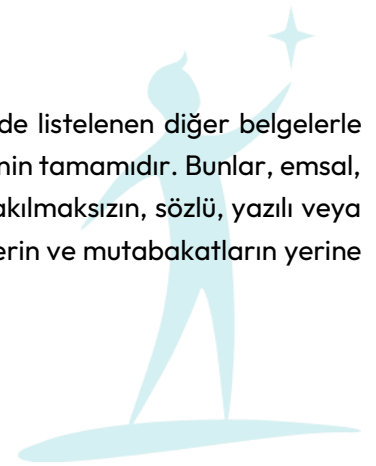 de listelenen diğer belgelerle
nin tamamıdır. Bunlar, emsal,
akılmaksızın, sözlü, yazılı veya
erin ve mutabakatların yerine